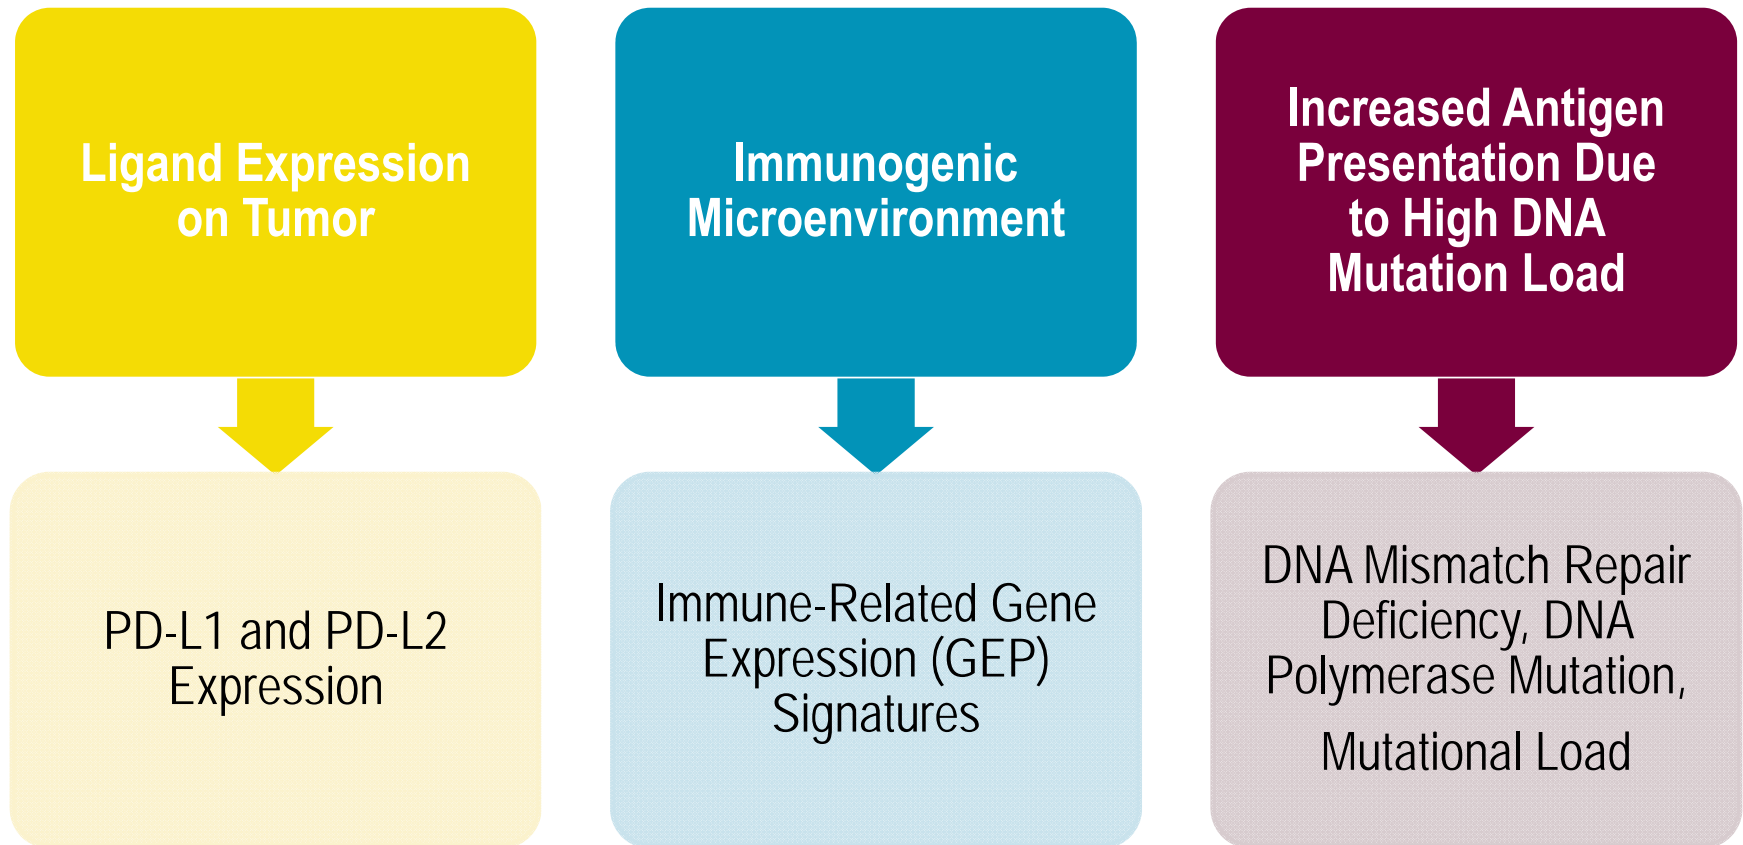 Ligand Expression
on Tumor
Immunogenic
Microenvironment
Increased Antigen
Presentation Due
to High DNA
Mutation Load
PD-L1 and PD-L2
Expression
Immune-Related Gene
Expression (GEP)
Signatures
DNA Mismatch Repair
Deficiency, DNA
Polymerase Mutation,
Mutational Load